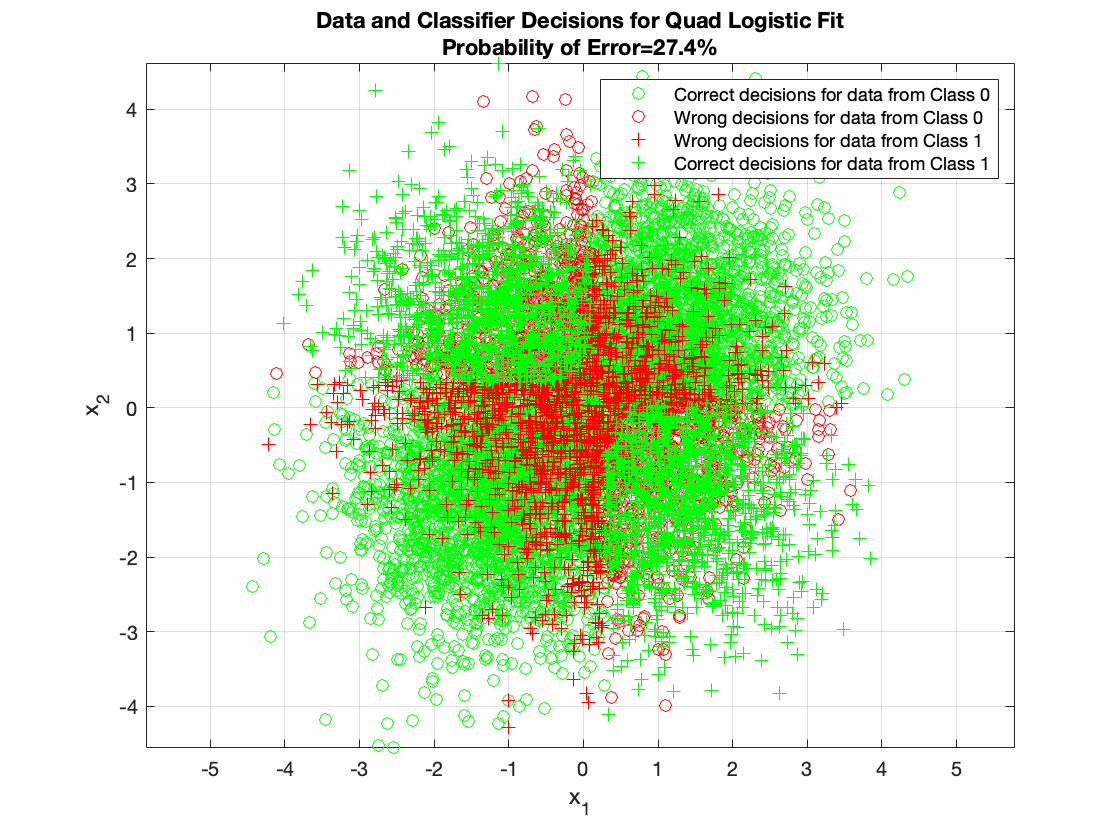 Data and Classifier Decisions for Quad Logistic Fit
Probability of Error=27.4%
Correct decisions for data from Class 0
Wrong decisions for data from Class 0
Wrong decisions for data from Class 1
Correct decisions for data from Class 1
4
3
2
1
0
-1
-2
-3
-4
x2
-5 -4 -3 -2 -1 0 1 2 3 4 5
x1